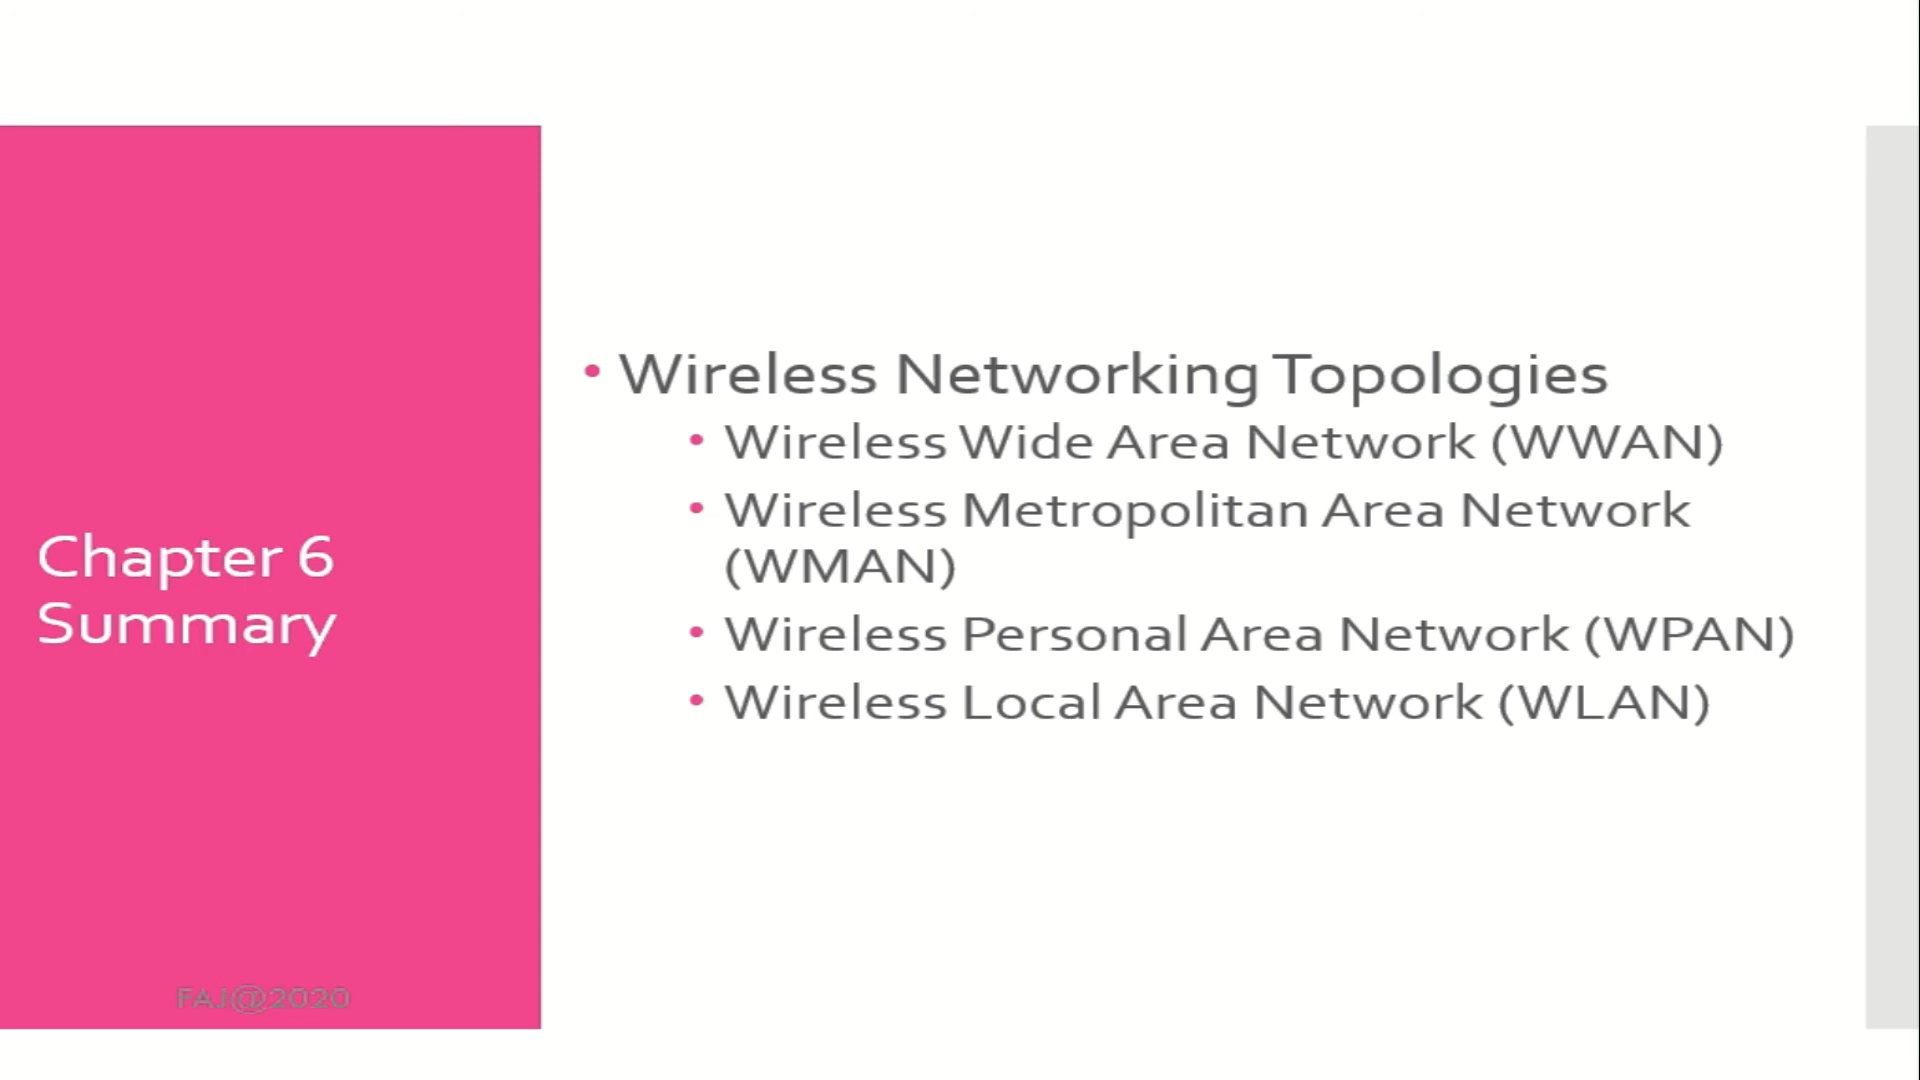 Chapter 6
Summary
• Wireless Networking Topologies
• Wireless Wide Area Network (WWAN)
• Wireless Metropolitan Area Network
(WMAN)
• Wireless Personal Area Network (WPAN)
• Wireless Local Area Network (WLAN)
FAJ@2020